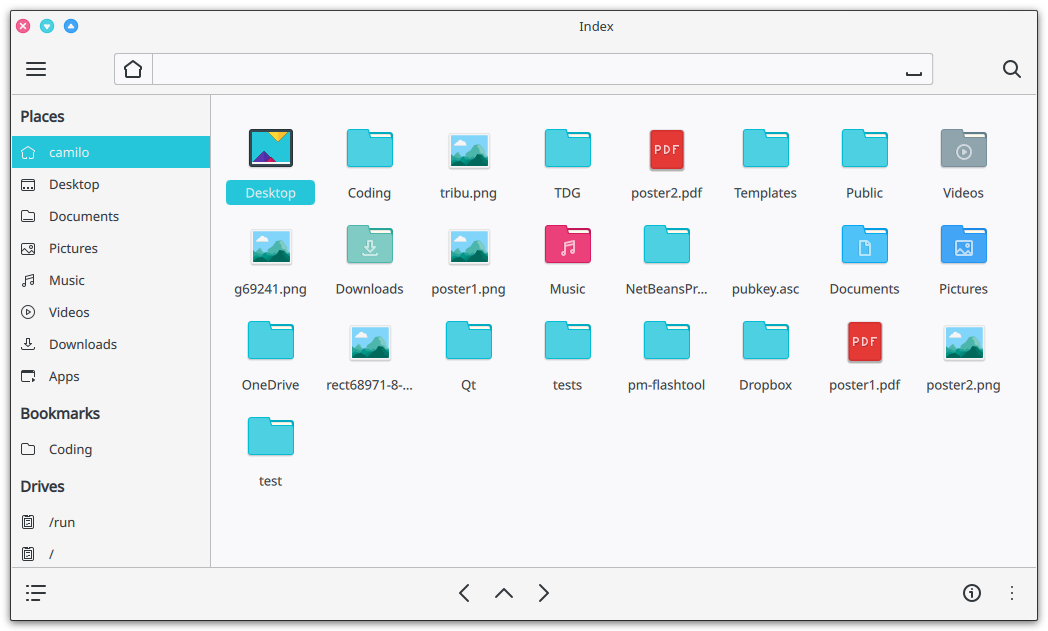 Index
Places
camilo
Desktop
Documents
Pictures
Music
Videos
Downloads
Apps
Bookmarks
Coding
Drives
/run
/
PDF
Desktop Coding tribu.png TDG poster2.pdf Templates Public Videos
g69241.png Downloads poster1.png Music NetBeansPr... pubkey.asc Documents Pictures
PDF
OneDrive rect68971-8-... Qt tests pm-flashtool Dropbox poster1.pdf poster2.png
test